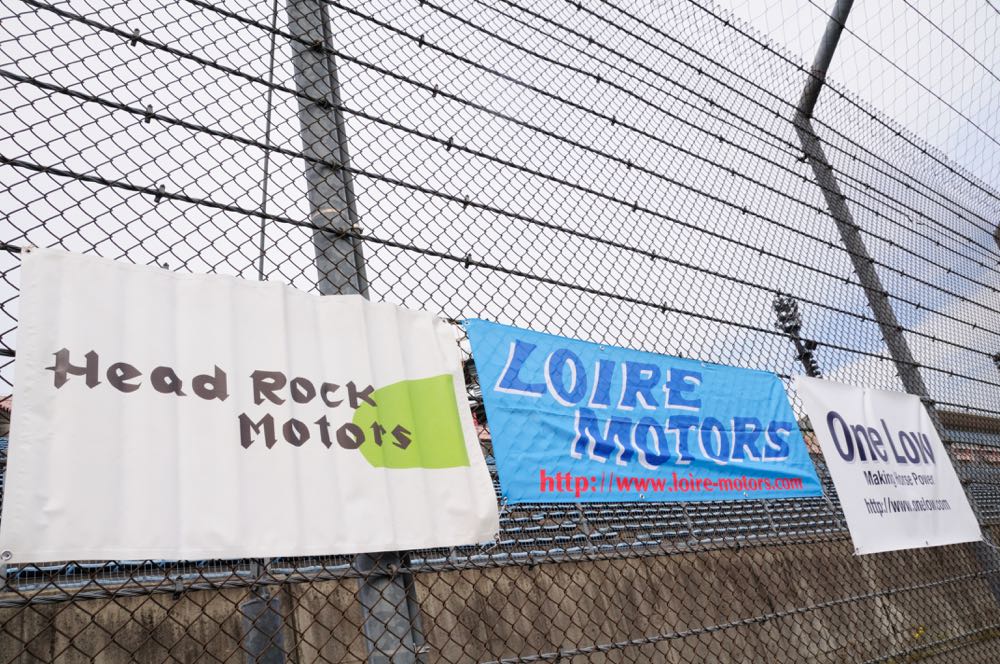 Head Rock
Motors
LOIRE
MOTORS
http://www.loire-motors.com
One Low
Making Horse Power
http://www.onelow.com